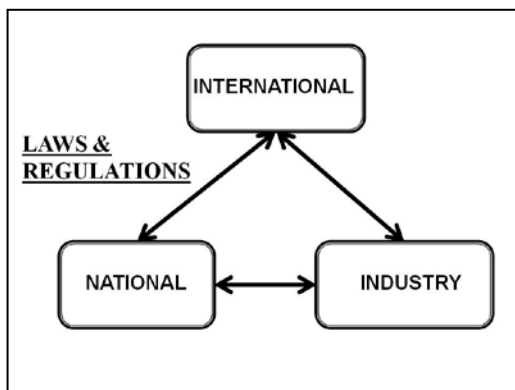 INTERNATIONAL
LAWS &
REGULATIONS
NATIONAL
INDUSTRY